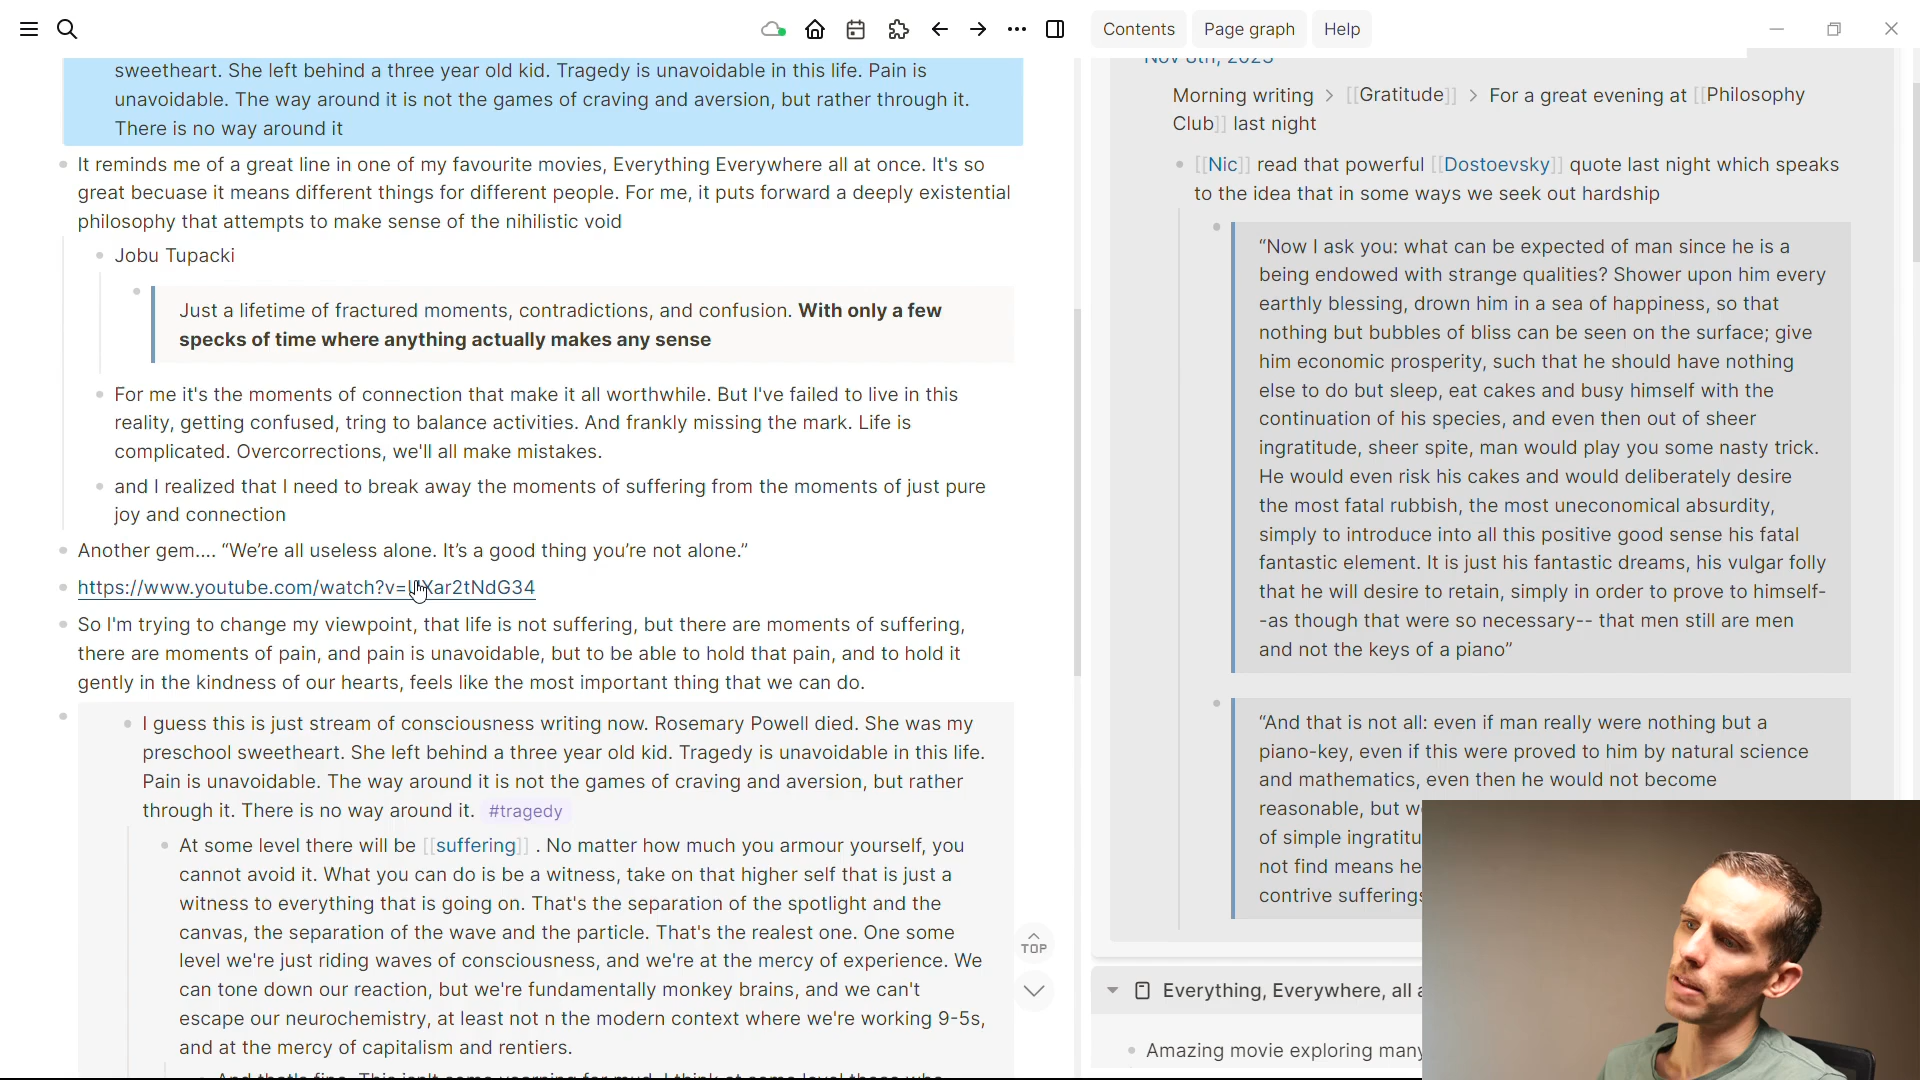 Contents
Page graph
Help
sweetheart. She left behind a three year old kid. Tragedy is unavoidable in this life. Pain is
unavoidable. The way around it is not the games of craving and aversion, but rather through it.
There is no way around it
It reminds me of a great line in one of my favourite movies, Everything Everywhere all at once. It's so
great becuase it means different things for different people. For me, it puts forward a deeply existential
philosophy that attempts to make sense of the nihilistic void
Jobu Tupacki
Just a lifetime of fractured moments, contradictions, and confusion. With only a few
specks of time where anything actually makes any sense
For me it's the moments of connection that make it all worthwhile. But I've failed to live in this
reality, getting confused, tring to balance activities. And frankly missing the mark. Life is
complicated. Overcorrections, we'll all make mistakes.
and I realized that I need to break away the moments of suffering from the moments of just pure
joy and connection
Another gem.... “We’re all useless alone. It’s a good thing you’re not alone.”
https://www.youtube.com/watch?v= Xar2tNdG34
So I'm trying to change my viewpoint, that life is not suffering, but there are moments of suffering,
there are moments of pain, and pain is unavoidable, but to be able to hold that pain, and to hold it
gently in the kindness of our hearts, feels like the most important thing that we can do.
I guess this is just stream of consciousness writing now. Rosemary Powell died. She was my
preschool sweetheart. She left behind a three year old kid. Tragedy is unavoidable in this life.
Pain is unavoidable. The way around it is not the games of craving and aversion, but rather
through it. There is no way around it. #tragedy
At some level there will be [[suffering]] . No matter how much you armour yourself, you
cannot avoid it. What you can do is be a witness, take on that higher self that is just a
witness to everything that is going on. That's the separation of the spotlight and the
canvas, the separation of the wave and the particle. That's the realest one. One some
level we're just riding waves of consciousness, and we're at the mercy of experience. We
can tone down our reaction, but we're fundamentally monkey brains, and we can't
escape our neurochemistry, at least not n the modern context where we're working 9-5s,
and at the mercy of capitalism and rentiers.
TOP
Nov 8th, 2023
Morning writing > [[Gratitude]] > For a great evening at [[Philosophy
Club]] last night
[[Nic]] read that powerful [[Dostoevsky]] quote last night which speaks
to the idea that in some ways we seek out hardship
“Now I ask you: what can be expected of man since he is a
being endowed with strange qualities? Shower upon him every
earthly blessing, drown him in a sea of happiness, so that
nothing but bubbles of bliss can be seen on the surface; give
him economic prosperity, such that he should have nothing
else to do but sleep, eat cakes and busy himself with the
continuation of his species, and even then out of sheer
ingratitude, sheer spite, man would play you some nasty trick.
He would even risk his cakes and would deliberately desire
the most fatal rubbish, the most uneconomical absurdity,
simply to introduce into all this positive good sense his fatal
fantastic element. It is just his fantastic dreams, his vulgar folly
that he will desire to retain, simply in order to prove to himself-
-as though that were so necessary-- that men still are men
and not the keys of a piano”
“And that is not all: even if man really were nothing but a
piano-key, even if this were proved to him by natural science
and mathematics, even then he would not become
reasonable, but w
of simple ingratitu
not find means he
contrive sufferings
Everything, Everywhere, all a
Amazing movie exploring many